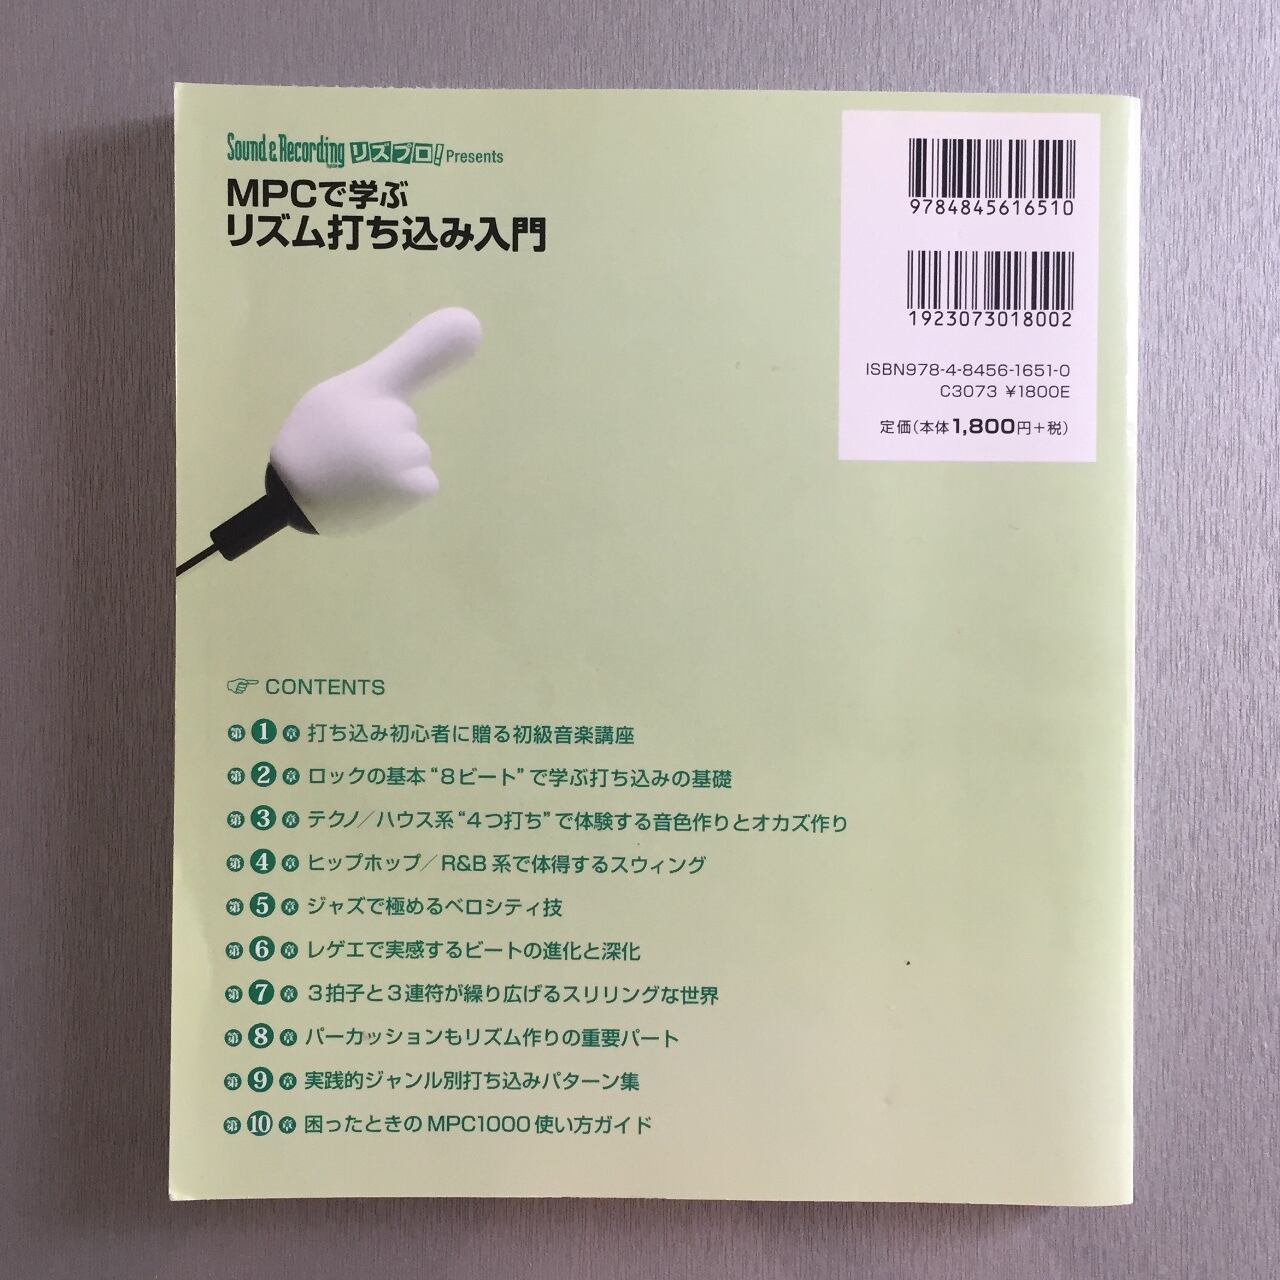 Sound & Recording リズプロ! Presents
MPCで学ぶ
リズム打ち込み入門
9784845616510
1923073018002
ISBN978-4-8456-1651-0
C3073 ¥1800E
定価(本体1,800円+税)
CONTENTS
第1章 打ち込み初心者に贈る初級音楽講座
第2章 ロックの基本“8ビート”で学ぶ打ち込みの基礎
第3章 テクノ/ハウス系“4つ打ち”で体験する音色作りとオカズ作り
第4章 ヒップホップ/R&B系で体得するスウィング
第5章 ジャズで極めるベロシティ技
第6章 レゲエで実感するビートの進化と深化
第7章 3拍子と3連符が繰り広げるスリリングな世界
第8章 パーカッションもリズム作りの重要パート
第9章 実践的ジャンル別打ち込みパターン集
第10章 困ったときのMPC1000使い方ガイド